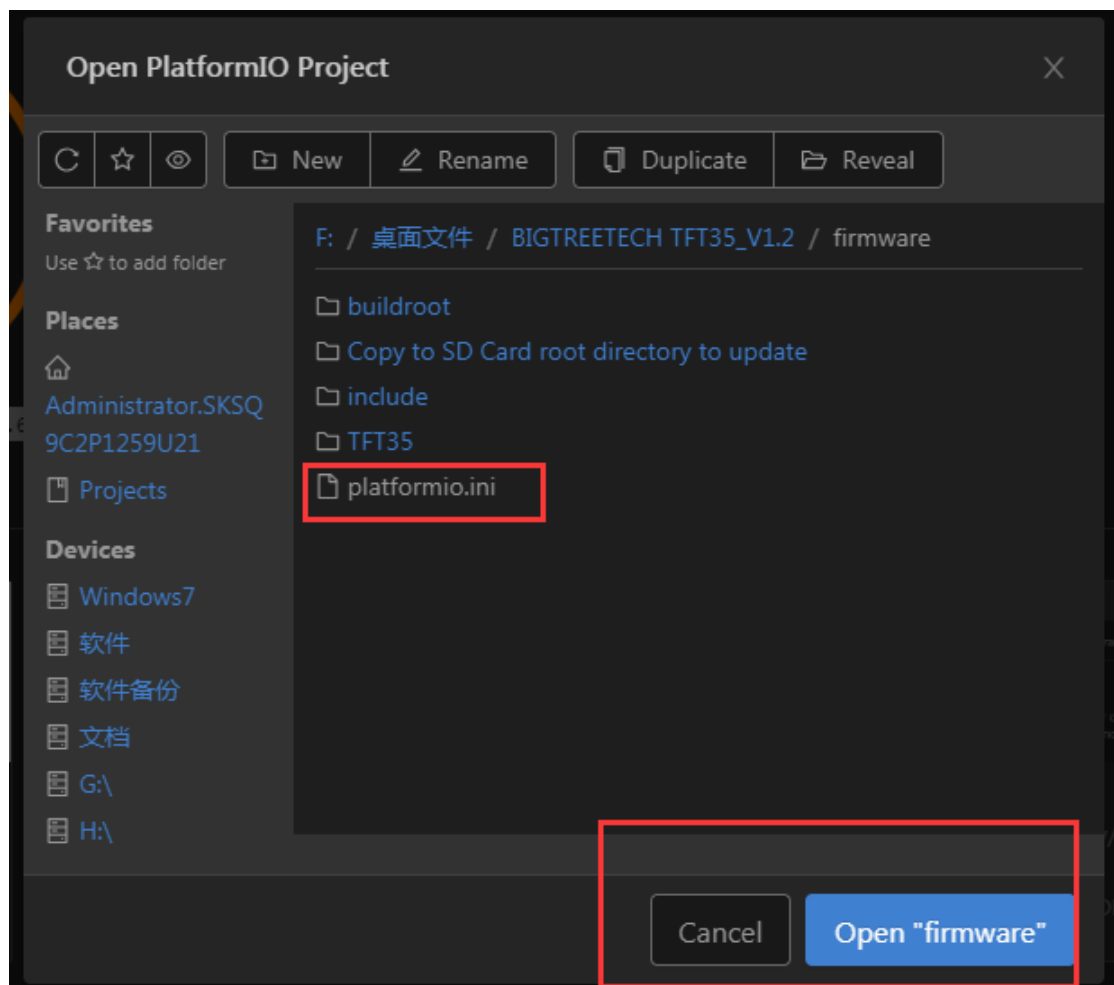 Open PlatformIO Project
New Rename Duplicate Reveal
Favorites
Use ☆ to add folder
Places
Administrator.SKSQ
9C2P1259U21
Projects
Devices
Windows7
软件
软件备份
文档
G:\
H:\
F: / 桌面文件 / BIGTREETECH TFT35_V1.2 / firmware
buildroot
Copy to SD Card root directory to update
include
TFT35
platformio.ini
Cancel Open "firmware"